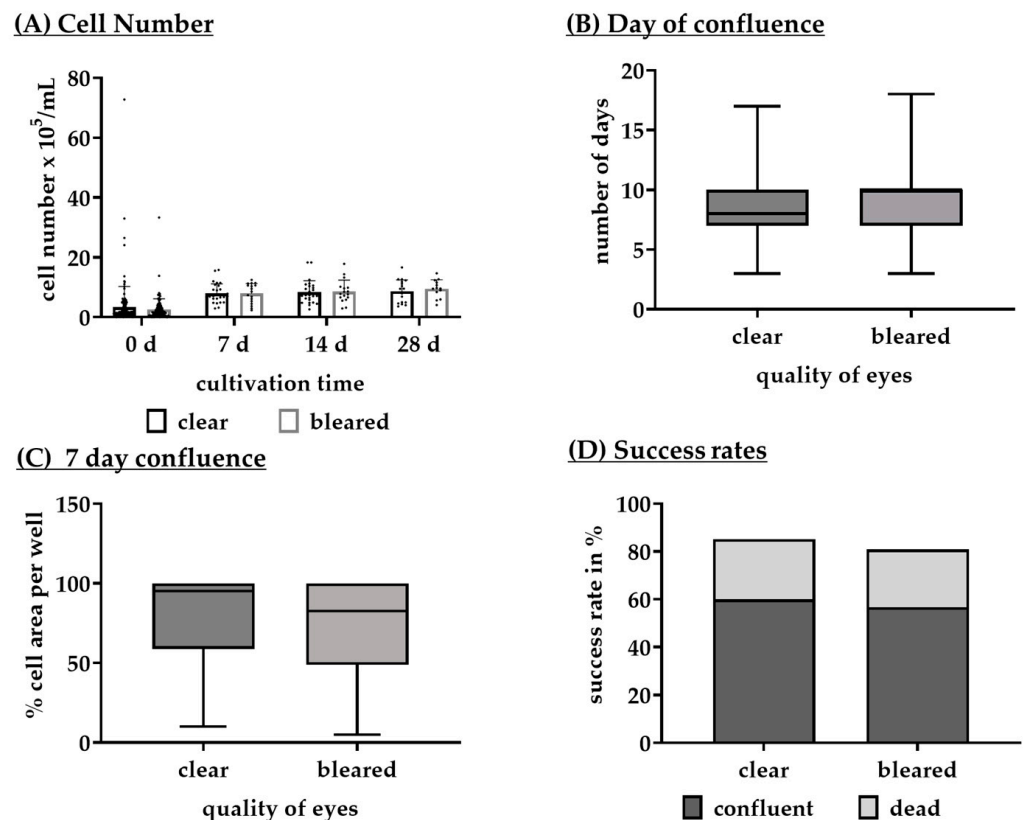 (A) Cell Number
cell number x 10⁵/mL
80
60
40
20
0
0 d 7 d 14 d 28 d
cultivation time
clear bleared
(B) Day of confluence
number of days
20
15
10
5
0
clear bleared
quality of eyes
(C) 7 day confluence
% cell area per well
150
100
50
0
clear bleared
quality of eyes
(D) Success rates
success rate in %
100
80
60
40
20
0
clear bleared
confluent dead